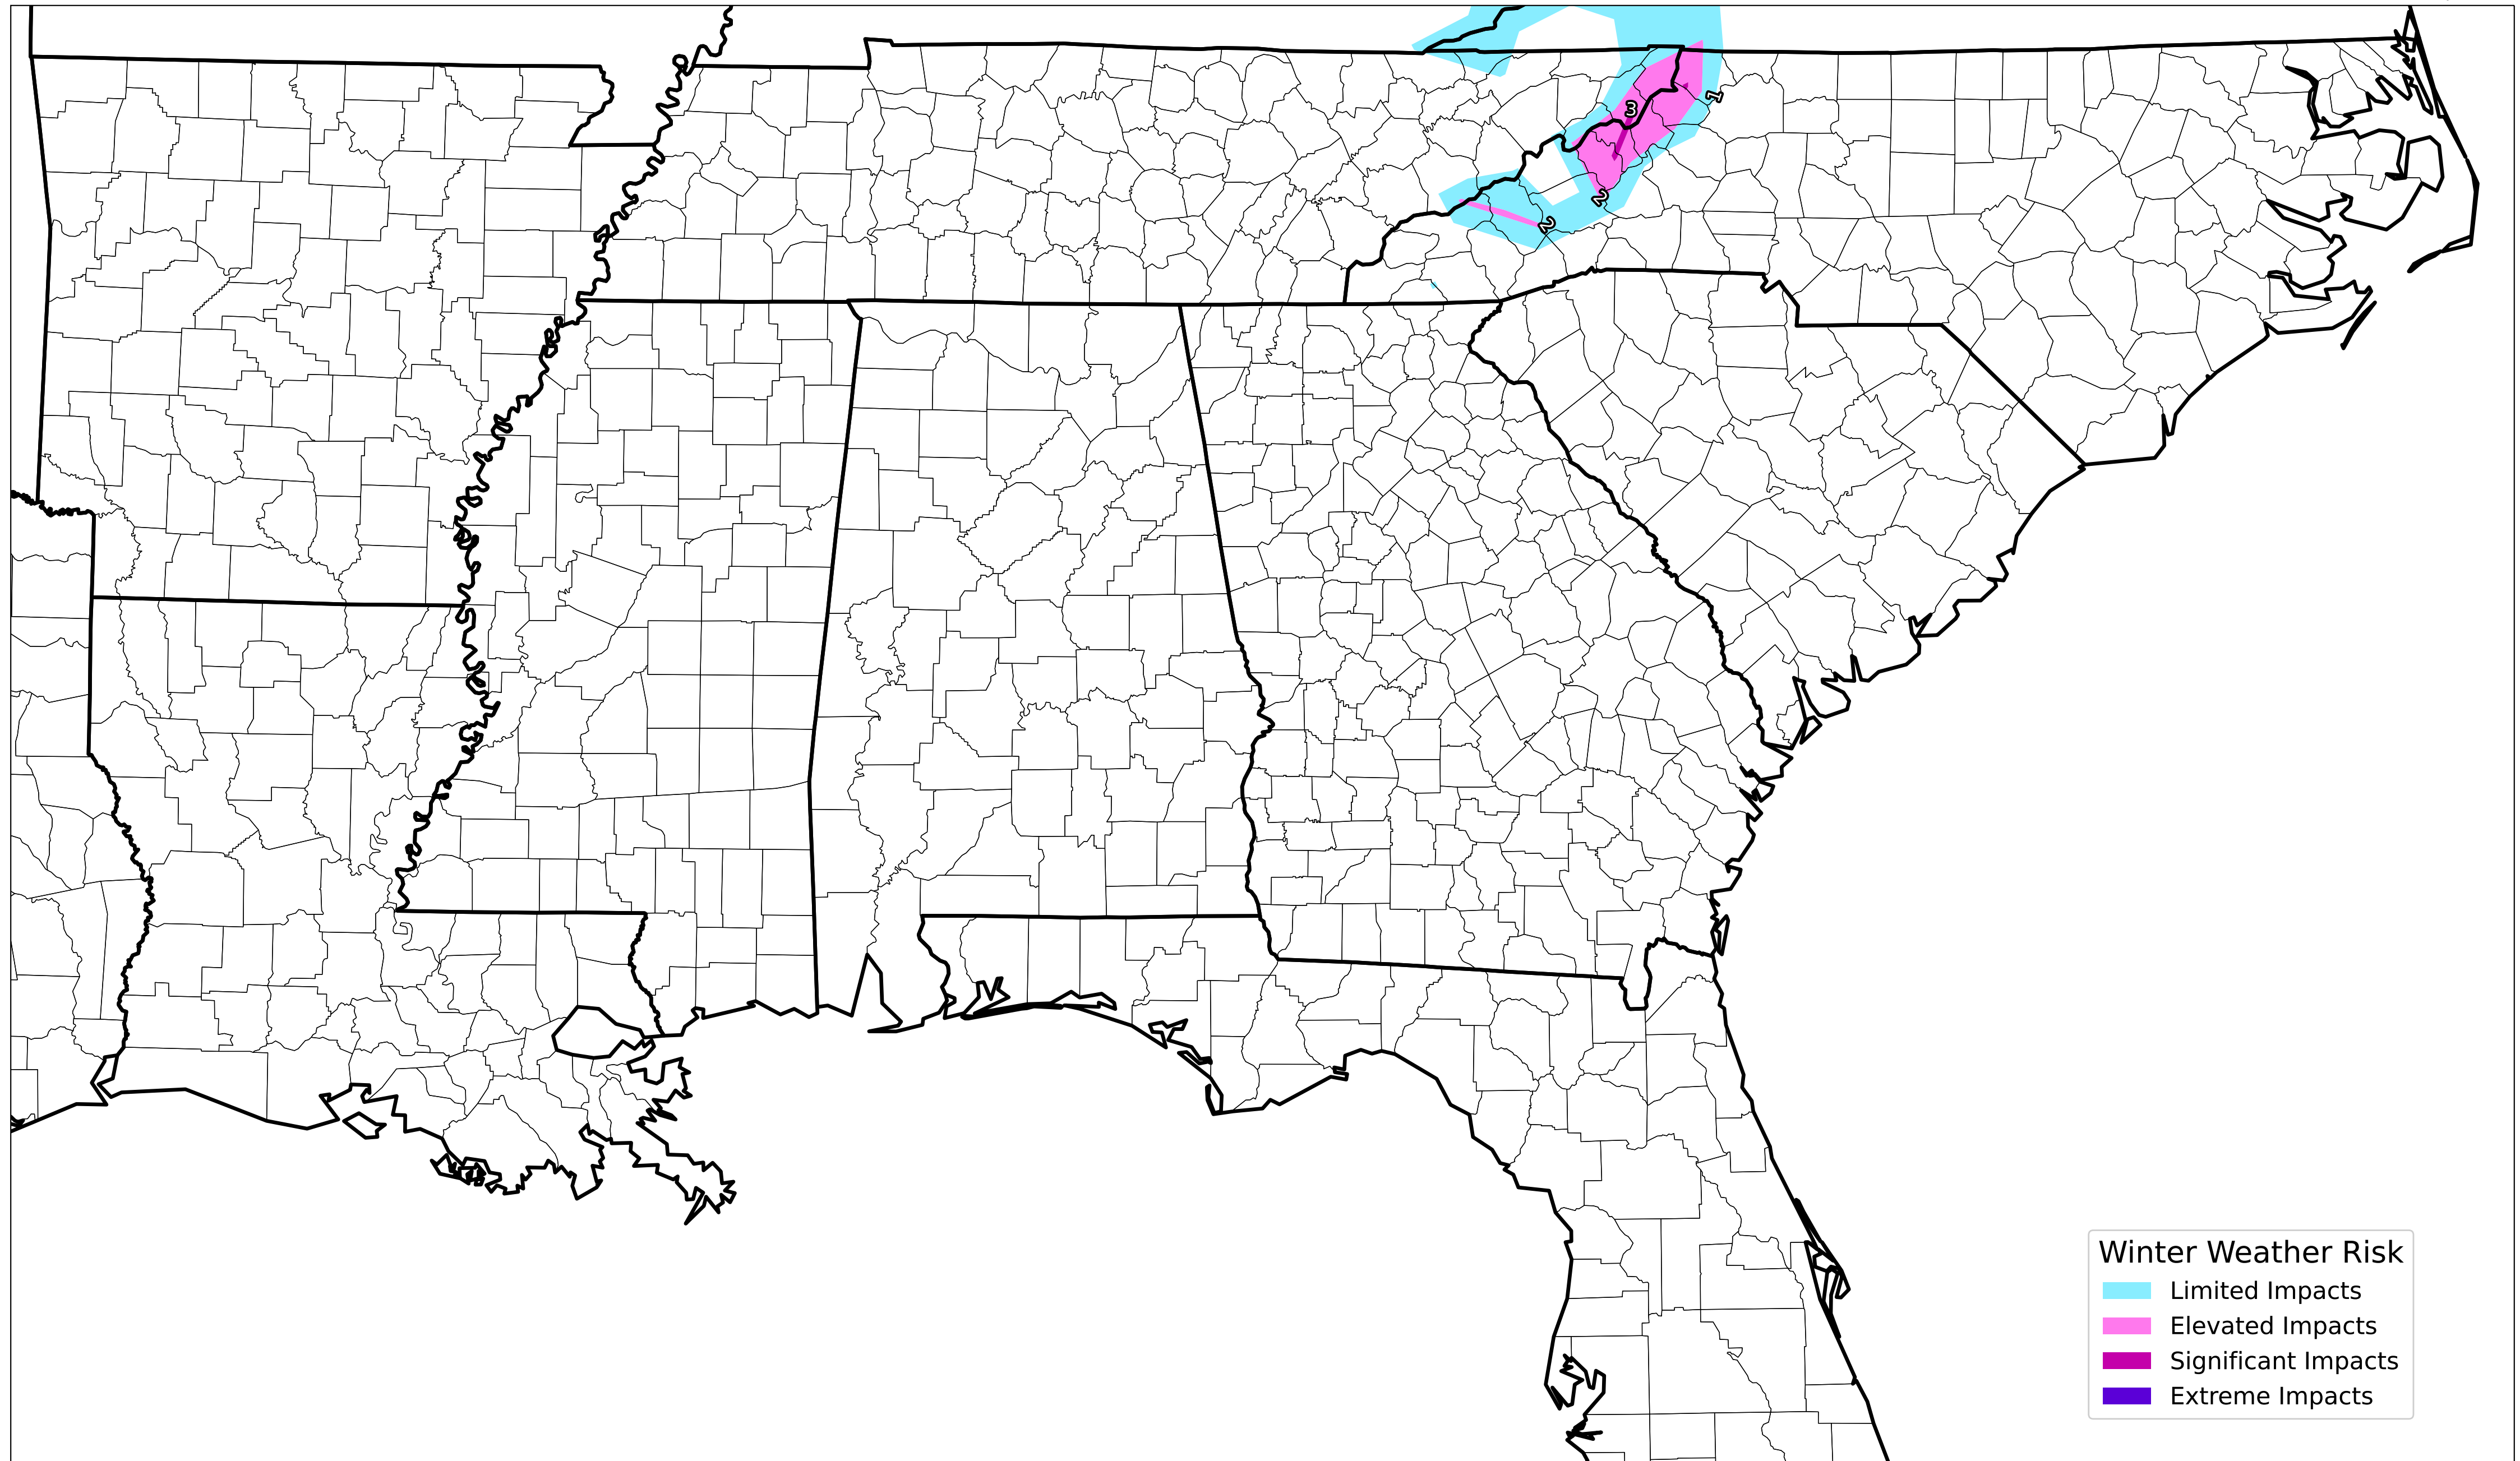 3
1
2
2
Winter Weather Risk
Limited Impacts
Elevated Impacts
Significant Impacts
Extreme Impacts